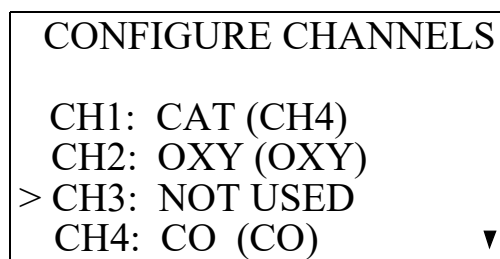 CONFIGURE CHANNELS
CH1: CAT (CH4)
CH2: OXY (OXY)
> CH3: NOT USED
CH4: CO (CO) ▼